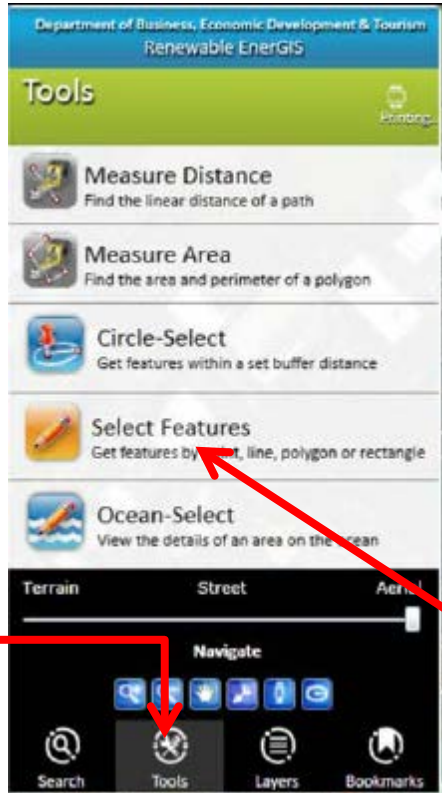 Department of Business, Economic Development & Tourism
Renewable EnerGIS
Tools
Printing
Measure Distance
Find the linear distance of a path
Measure Area
Find the area and perimeter of a polygon
Circle-Select
Get features within a set buffer distance
Select Features
Get features by line, polygon or rectangle
Ocean-Select
View the details of an area on the ocean
Terrain Street Aerial
Navigate
Search Tools Layers Bookmarks